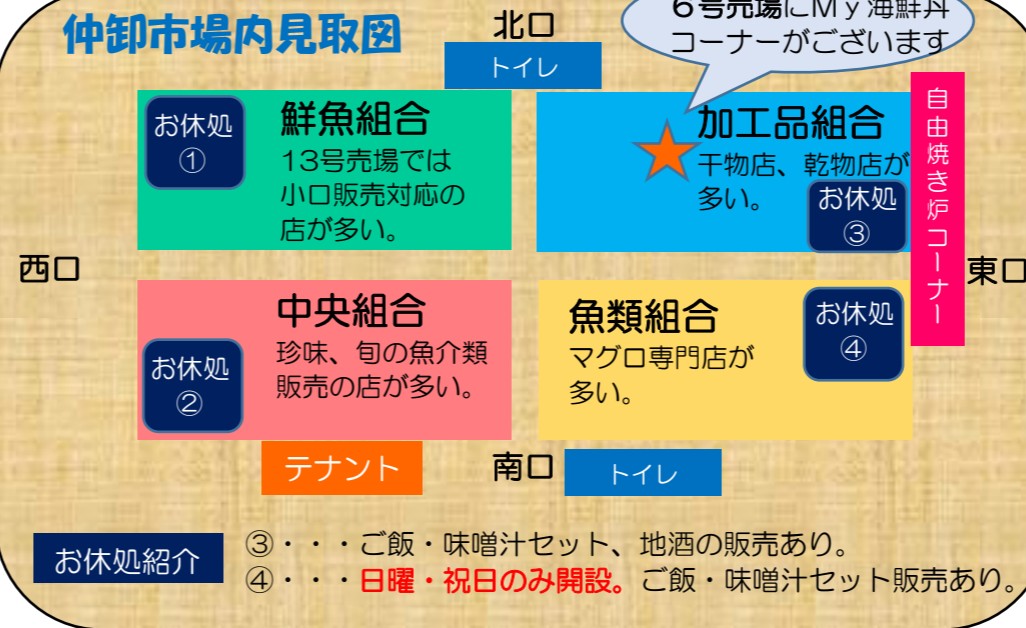 仲卸市場内見取図
北口
６号売場にＭｙ海鮮丼
コーナーがございます
トイレ
お休処
①
鮮魚組合
13号売場では
小口販売対応の
店が多い。
加工品組合
干物店、乾物店が
多い。
お休処
③
自由焼き炉コーナー
西口
東口
中央組合
珍味、旬の魚介類
販売の店が多い。
お休処
②
魚類組合
マグロ専門店が
多い。
お休処
④
テナント
南口
トイレ
お休処紹介
③・・・ご飯・味噌汁セット、地酒の販売あり。
④・・・日曜・祝日のみ開設。ご飯・味噌汁セット販売あり。